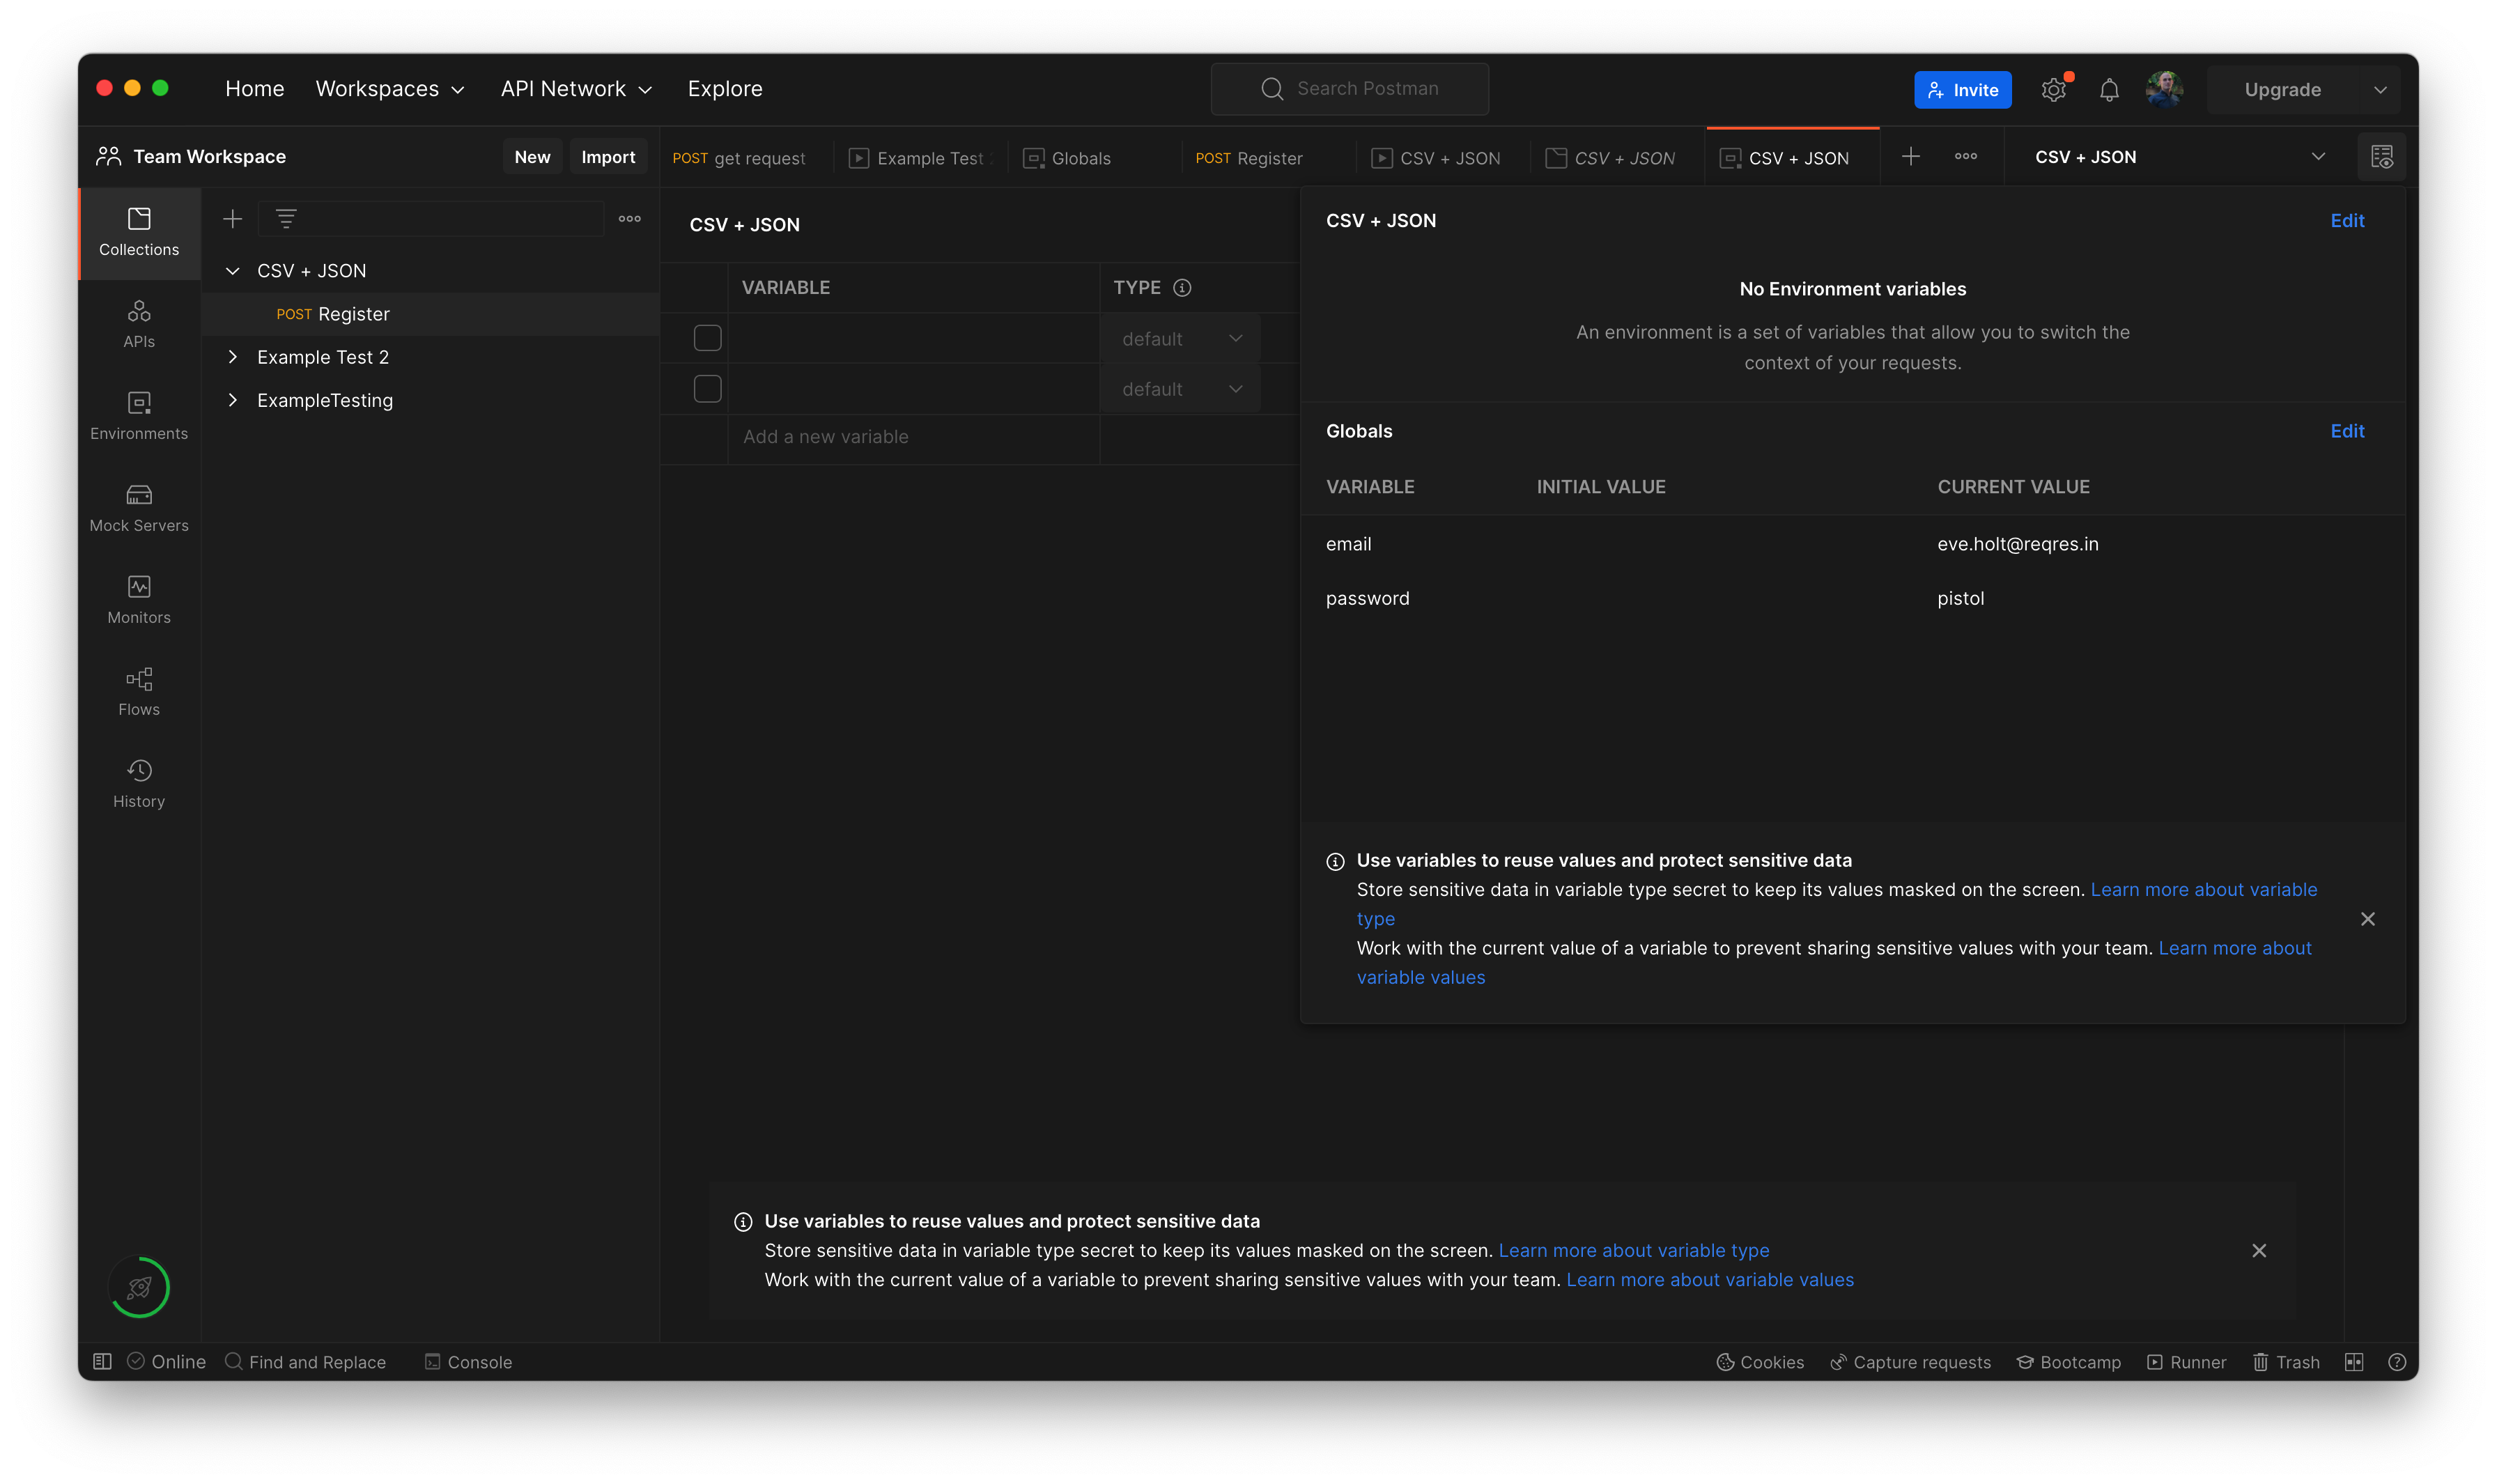 Home
Workspaces
API Network
Explore
Search Postman
Invite
Upgrade
Team Workspace
New
Import
POST get request
Example Test
Globals
POST Register
CSV + JSON
CSV + JSON
CSV + JSON
CSV + JSON
Collections
APIs
Environments
Mock Servers
Monitors
Flows
History
CSV + JSON
POST Register
Example Test 2
ExampleTesting
CSV + JSON
VARIABLE
TYPE
default
default
Add a new variable
CSV + JSON
Edit
No Environment variables
An environment is a set of variables that allow you to switch the
context of your requests.
Globals
Edit
VARIABLE
INITIAL VALUE
CURRENT VALUE
email
eve.holt@reqres.in
password
pistol
Use variables to reuse values and protect sensitive data
Store sensitive data in variable type secret to keep its values masked on the screen. Learn more about variable
type
Work with the current value of a variable to prevent sharing sensitive values with your team. Learn more about
variable values
Use variables to reuse values and protect sensitive data
Store sensitive data in variable type secret to keep its values masked on the screen. Learn more about variable type
Work with the current value of a variable to prevent sharing sensitive values with your team. Learn more about variable values
Online
Find and Replace
Console
Cookies
Capture requests
Bootcamp
Runner
Trash